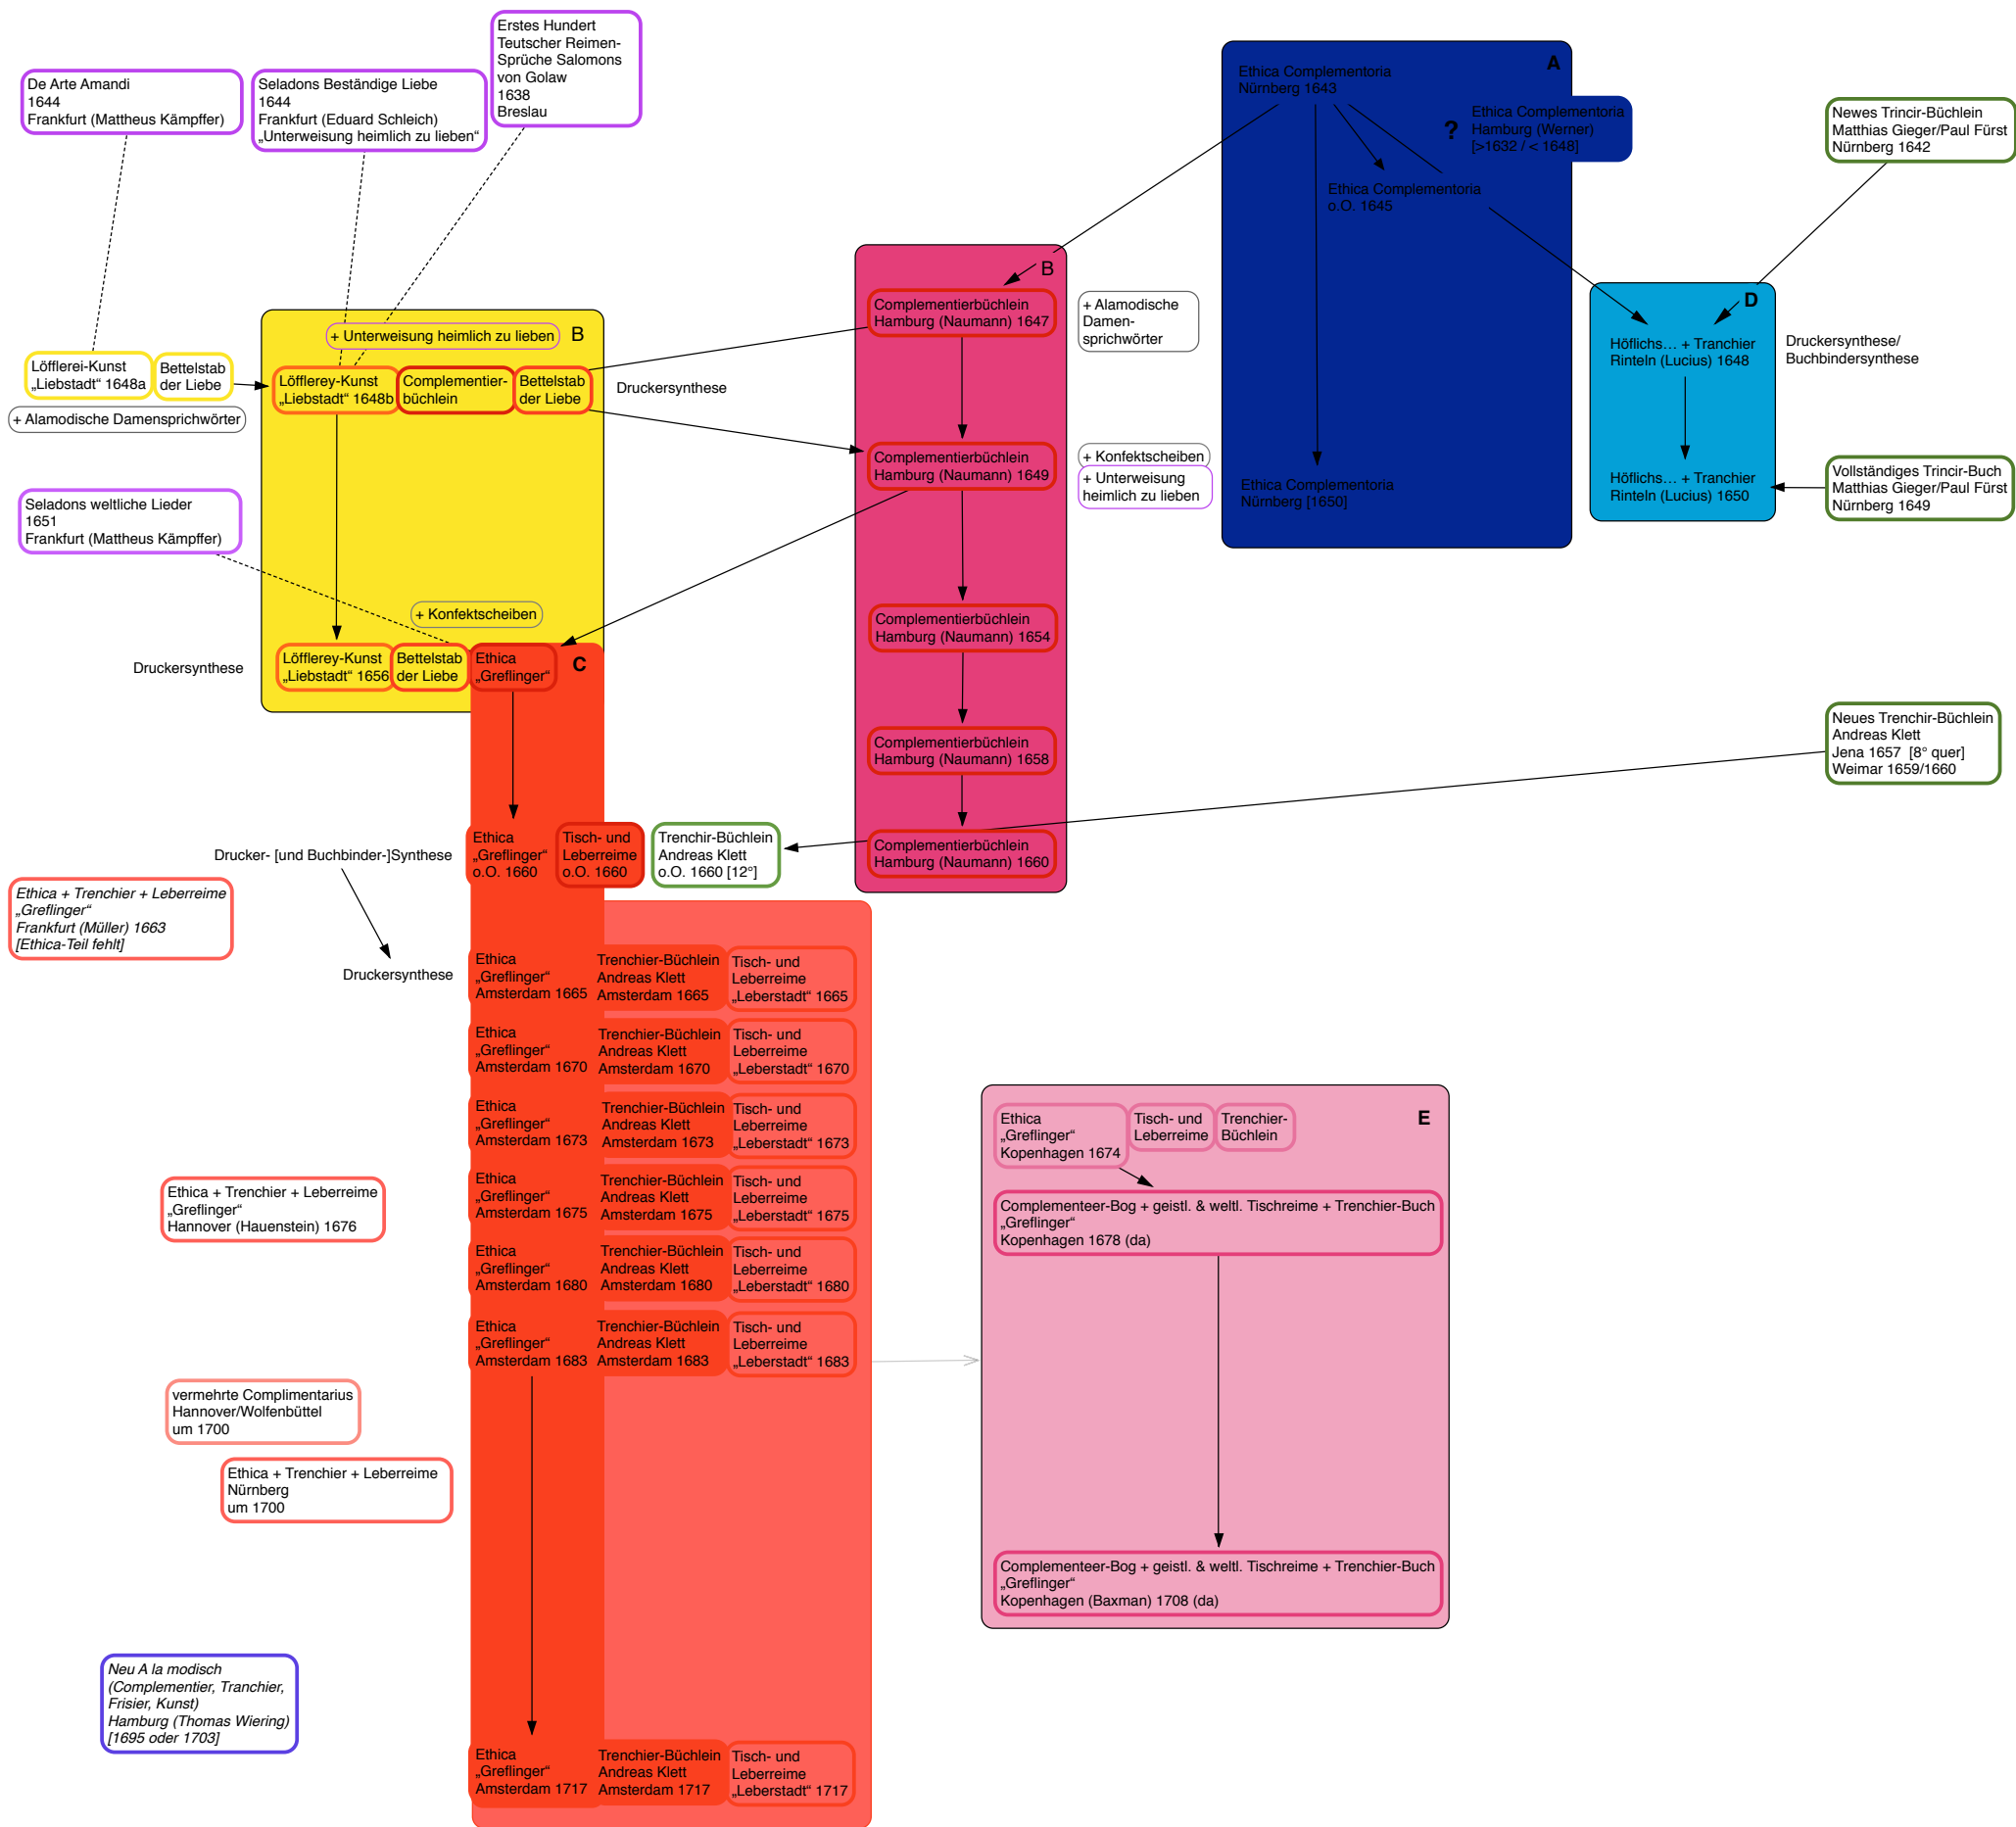 De Arte Amandi
1644
Frankfurt (Mattheus Kämpffer)
Seladons Beständige Liebe
1644
Frankfurt (Eduard Schleich)
„Unterweisung heimlich zu lieben“
Erstes Hundert
Teutscher Reimen-
Sprüche Salomons
von Golaw
1638
Breslau
A
Ethica Complementoria
Nürnberg 1643
?
Ethica Complementoria
Hamburg (Werner)
[>1632 / < 1648]
Ethica Complementoria
o.O. 1645
Ethica Complementoria
Nürnberg [1650]
Newes Trincir-Büchlein
Matthias Gieger/Paul Fürst
Nürnberg 1642
D
Höflichs... + Tranchier
Rinteln (Lucius) 1648
Höflichs... + Tranchier
Rinteln (Lucius) 1650
Druckersynthese/
Buchbindersynthese
Vollständiges Trincir-Buch
Matthias Gieger/Paul Fürst
Nürnberg 1649
B
Complementierbüchlein
Hamburg (Naumann) 1647
+ Alamodische
Damen-
sprichwörter
Complementierbüchlein
Hamburg (Naumann) 1649
+ Konfektscheiben
+ Unterweisung
heimlich zu lieben
Complementierbüchlein
Hamburg (Naumann) 1654
Complementierbüchlein
Hamburg (Naumann) 1658
Complementierbüchlein
Hamburg (Naumann) 1660
+ Unterweisung heimlich zu lieben
B
Löfflerei-Kunst
„Liebstadt“ 1648a
Bettelstab
der Liebe
+ Alamodische Damensprichwörter
Löfflerey-Kunst
„Liebstadt“ 1648b
Complementier-
büchlein
Bettelstab
der Liebe
Druckersynthese
Seladons weltliche Lieder
1651
Frankfurt (Mattheus Kämpffer)
+ Konfektscheiben
Druckersynthese
Löfflerey-Kunst
„Liebstadt“ 1656
Bettelstab
der Liebe
Ethica
„Greflinger“
C
Neues Trenchir-Büchlein
Andreas Klett
Jena 1657 [8° quer]
Weimar 1659/1660
Drucker- [und Buchbinder-]Synthese
Ethica
„Greflinger“
o.O. 1660
Tisch- und
Leberreime
o.O. 1660
Trenchir-Büchlein
Andreas Klett
o.O. 1660 [12°]
Ethica + Trenchier + Leberreime
„Greflinger“
Frankfurt (Müller) 1663
[Ethica-Teil fehlt]
Druckersynthese
Ethica
„Greflinger“
Amsterdam 1665
Trenchier-Büchlein
Andreas Klett
Amsterdam 1665
Tisch- und
Leberreime
„Leberstadt“ 1665
Ethica
„Greflinger“
Amsterdam 1670
Trenchier-Büchlein
Andreas Klett
Amsterdam 1670
Tisch- und
Leberreime
„Leberstadt“ 1670
Ethica
„Greflinger“
Amsterdam 1673
Trenchier-Büchlein
Andreas Klett
Amsterdam 1673
Tisch- und
Leberreime
„Leberstadt“ 1673
Ethica
„Greflinger“
Amsterdam 1675
Trenchier-Büchlein
Andreas Klett
Amsterdam 1675
Tisch- und
Leberreime
„Leberstadt“ 1675
Ethica + Trenchier + Leberreime
„Greflinger“
Hannover (Hauenstein) 1676
Ethica
„Greflinger“
Amsterdam 1680
Trenchier-Büchlein
Andreas Klett
Amsterdam 1680
Tisch- und
Leberreime
„Leberstadt“ 1680
Ethica
„Greflinger“
Amsterdam 1683
Trenchier-Büchlein
Andreas Klett
Amsterdam 1683
Tisch- und
Leberreime
„Leberstadt“ 1683
vermehrte Complimentarius
Hannover/Wolfenbüttel
um 1700
Ethica + Trenchier + Leberreime
Nürnberg
um 1700
Neu A la modisch
(Complementier, Tranchier,
Frisier, Kunst)
Hamburg (Thomas Wiering)
[1695 oder 1703]
Ethica
„Greflinger“
Amsterdam 1717
Trenchier-Büchlein
Andreas Klett
Amsterdam 1717
Tisch- und
Leberreime
„Leberstadt“ 1717
E
Ethica
„Greflinger“
Kopenhagen 1674
Tisch- und
Leberreime
Trenchier-
Büchlein
Complementeer-Bog + geistl. & weltl. Tischreime + Trenchier-Buch
„Greflinger“
Kopenhagen 1678 (da)
Complementeer-Bog + geistl. & weltl. Tischreime + Trenchier-Buch
„Greflinger“
Kopenhagen (Baxman) 1708 (da)